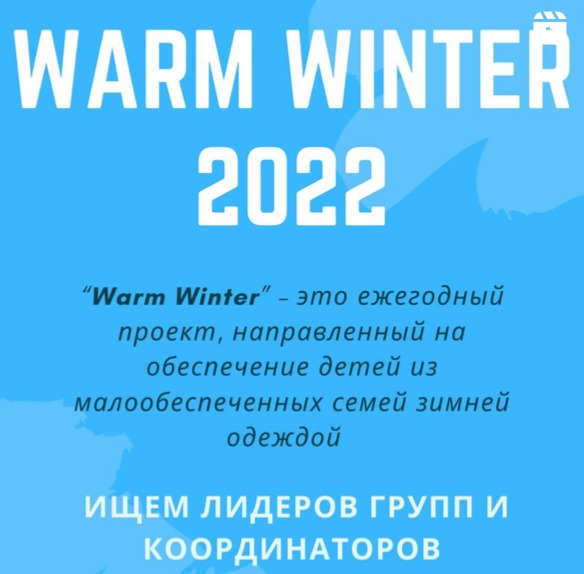 WARM WINTER
2022
“Warm Winter” – это ежегодный
проект, направленный на
обеспечение детей из
малообеспеченных семей зимней
одеждой
ИЩЕМ ЛИДЕРОВ ГРУПП И
КООРДИНАТОРОВ